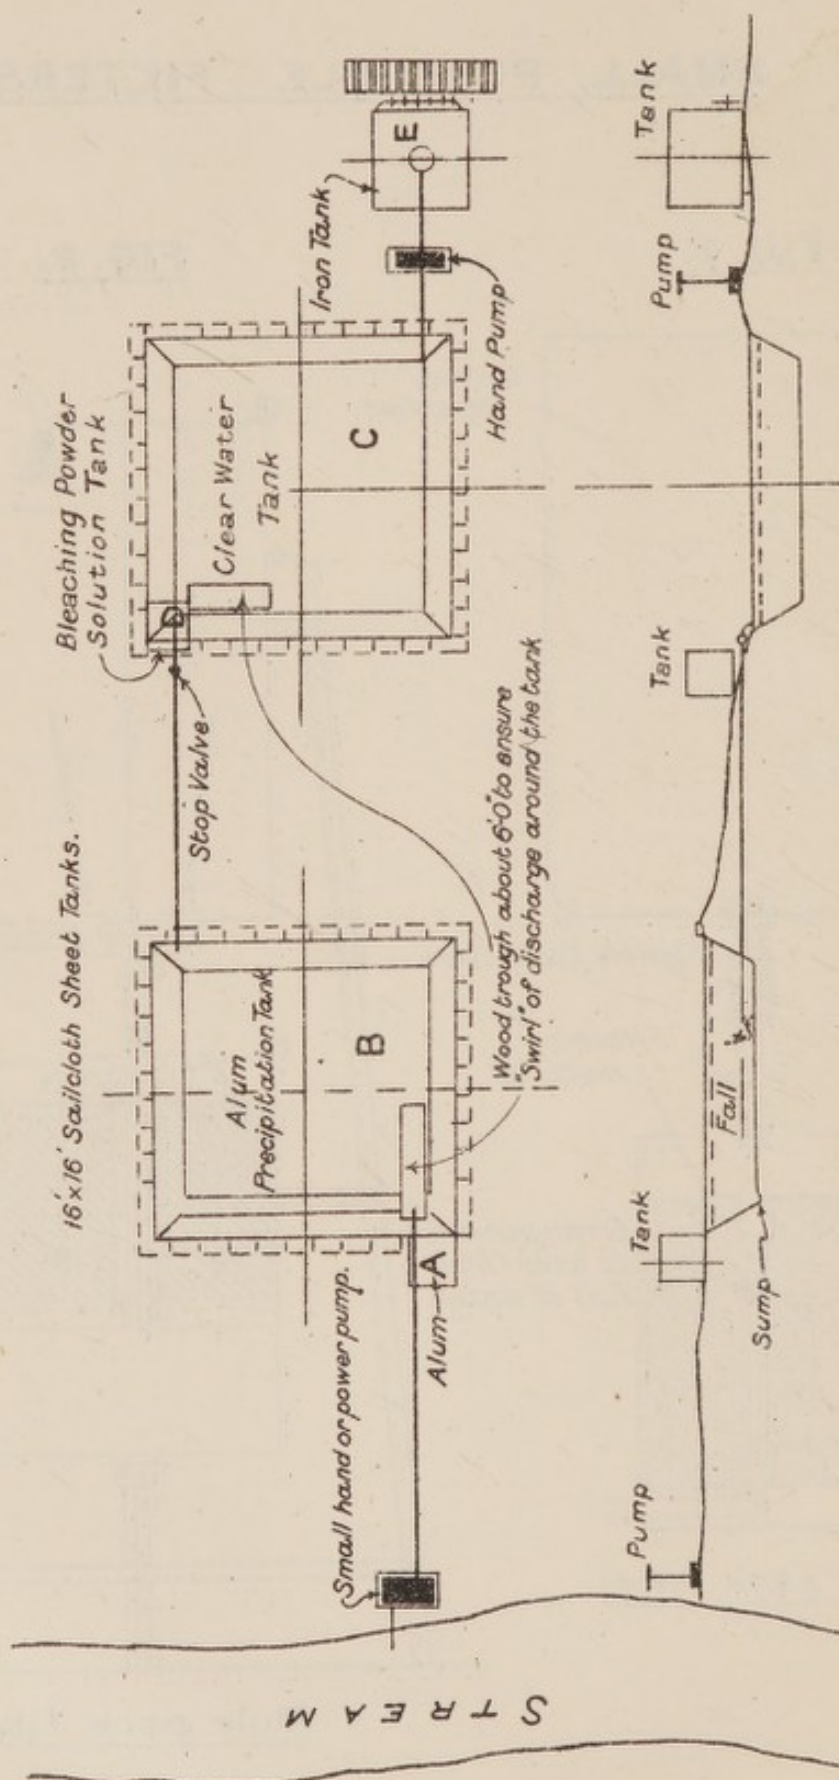 16'x16' Sailcloth Sheet Tanks.
STREAM
Small hand or power pump.
Alum
A
Alum
Precipitation Tank
B
Wood trough about 6'-0" to ensure
"Swirl" of discharge around the tank
Stop Valve
Bleaching Powder
Solution Tank
Clear Water
Tank
C
Hand Pump
Iron Tank
E
Pump
Tank
Sump
Fall
Tank
Pump
Tank